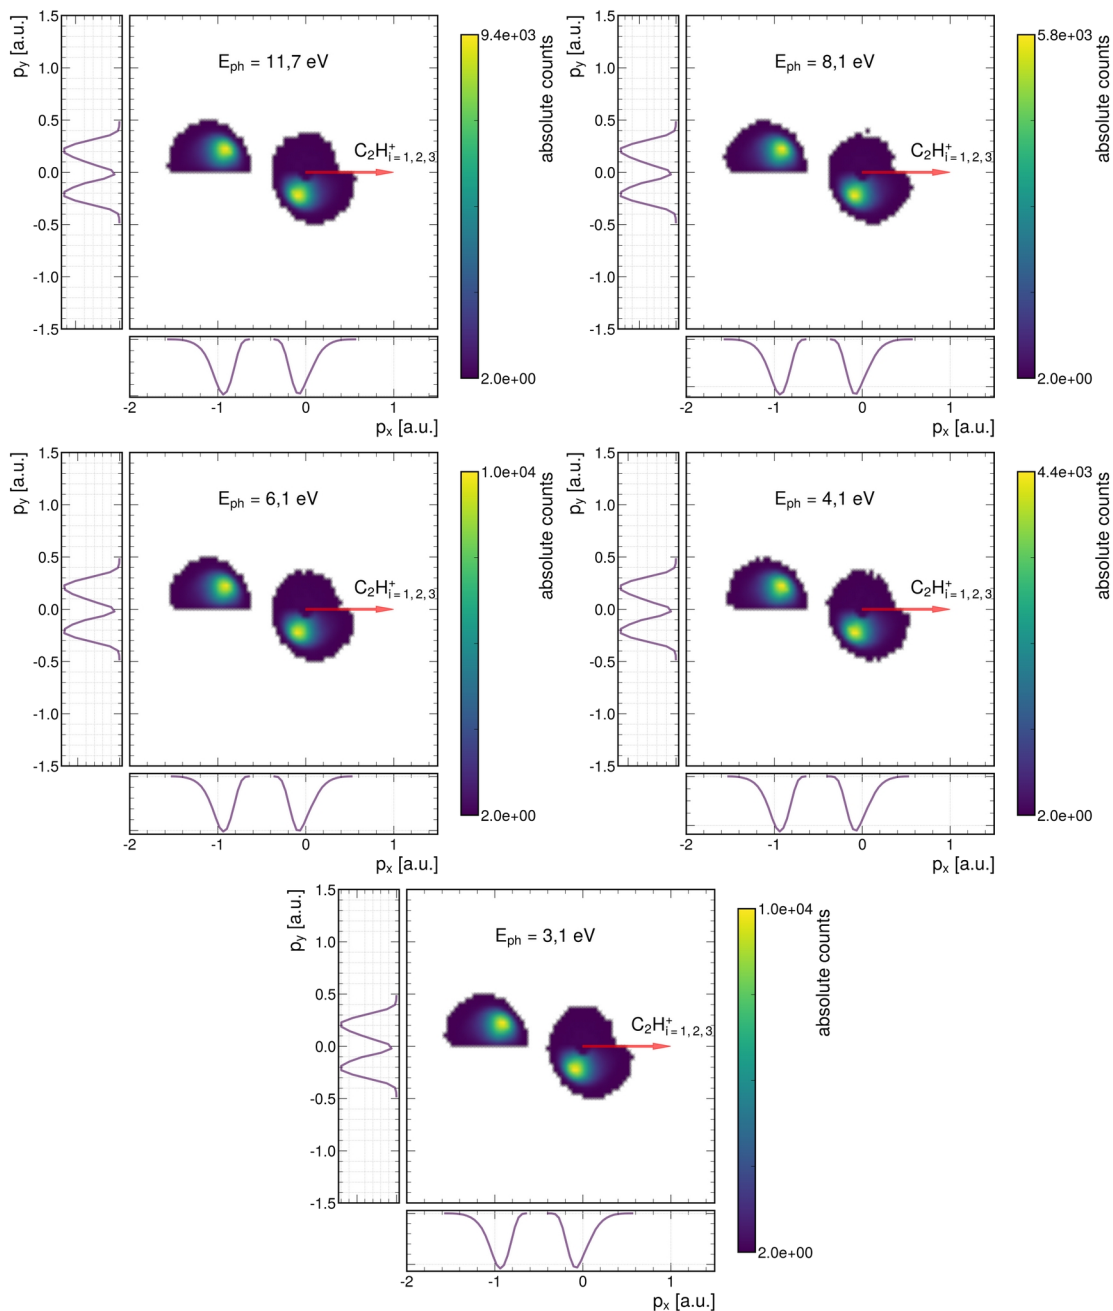 p_y [a.u.]
1.5
1.0
0.5
0.0
-0.5
-1.0
-1.5
E_ph = 11,7 eV
C₂H⁺ᵢ₌₁,₂,₃
-2
-1
0
1
p_x [a.u.]
9.4e+03
2.0e+00
absolute counts
p_y [a.u.]
1.5
1.0
0.5
0.0
-0.5
-1.0
-1.5
E_ph = 8,1 eV
C₂H⁺ᵢ₌₁,₂,₃
-2
-1
0
1
p_x [a.u.]
5.8e+03
2.0e+00
absolute counts
p_y [a.u.]
1.5
1.0
0.5
0.0
-0.5
-1.0
-1.5
E_ph = 6,1 eV
C₂H⁺ᵢ₌₁,₂,₃
-2
-1
0
1
p_x [a.u.]
1.0e+04
2.0e+00
absolute counts
p_y [a.u.]
1.5
1.0
0.5
0.0
-0.5
-1.0
-1.5
E_ph = 4,1 eV
C₂H⁺ᵢ₌₁,₂,₃
-2
-1
0
1
p_x [a.u.]
4.4e+03
2.0e+00
absolute counts
p_y [a.u.]
1.5
1.0
0.5
0.0
-0.5
-1.0
-1.5
E_ph = 3,1 eV
C₂H⁺ᵢ₌₁,₂,₃
-2
-1
0
1
p_x [a.u.]
1.0e+04
2.0e+00
absolute counts